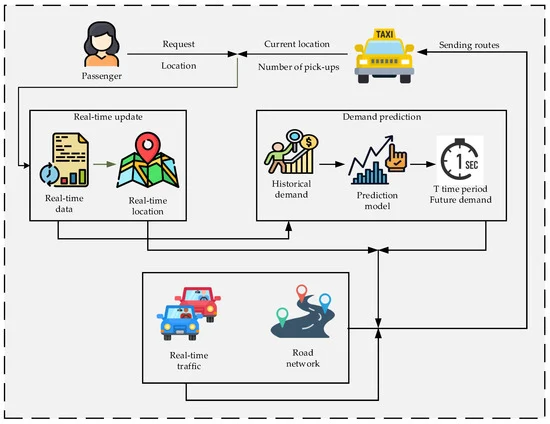 TAXI
Request
Current location
Sending routes
Location
Number of pick-ups
Passenger
Real-time update
Demand prediction
$
1
SEC
Real-time
data
Real-time
location
Historical
demand
Prediction
model
T time period
Future demand
Real-time
traffic
Road
network